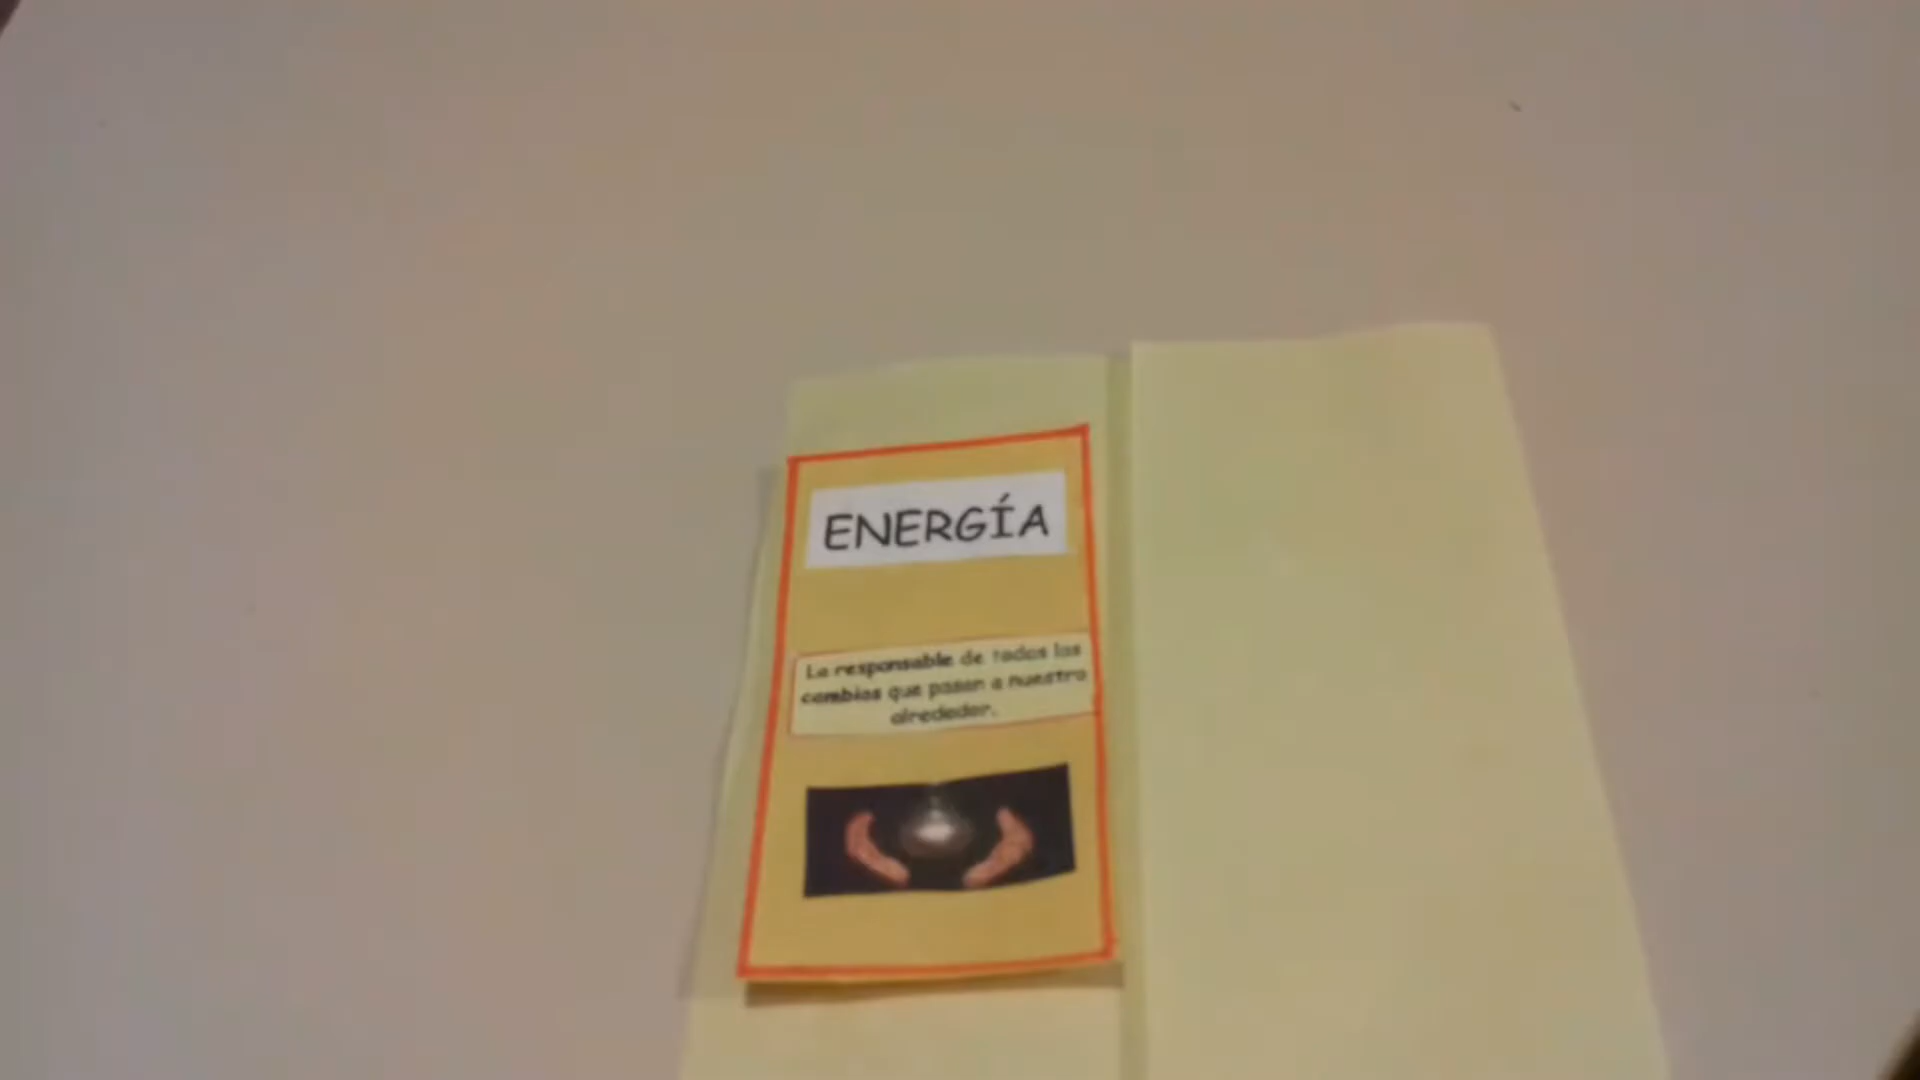 ENERGÍA
La responsable de todos los
cambios que pasan a nuestro
alrededor.